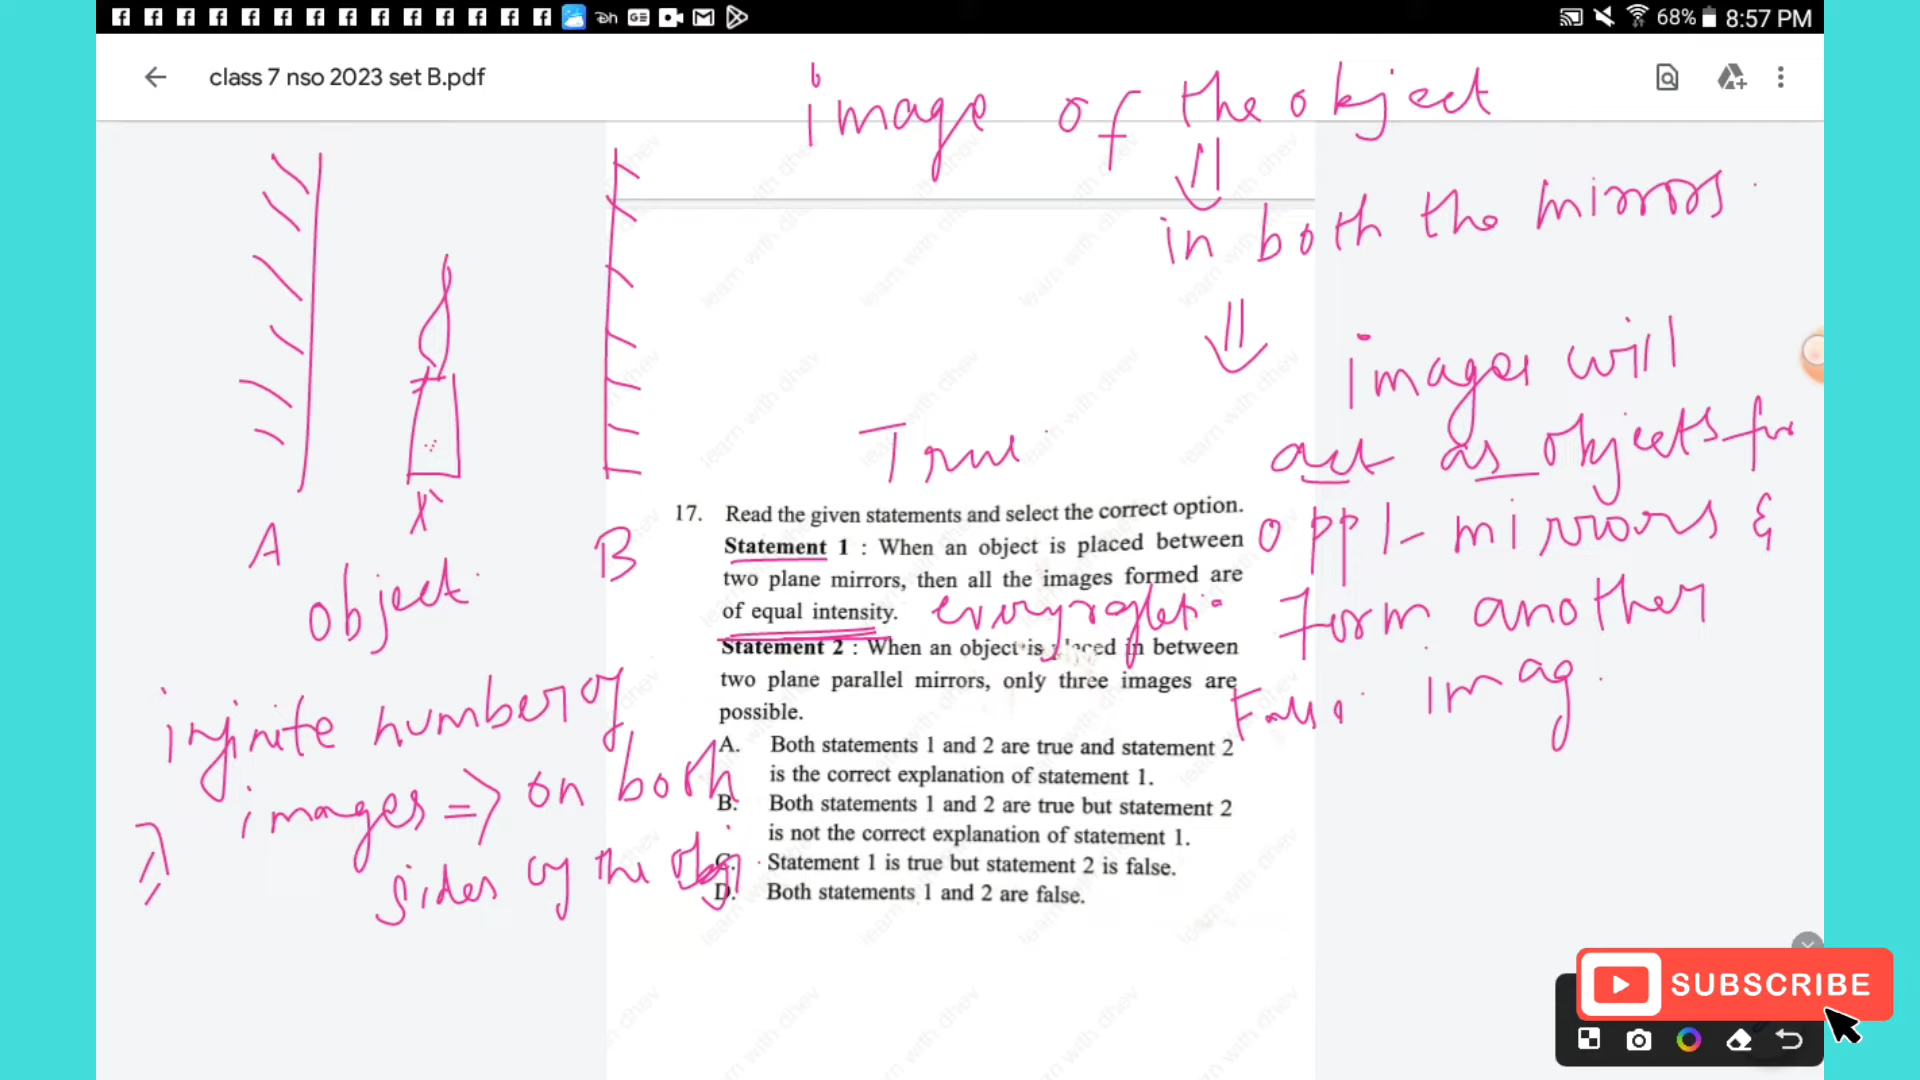 68% 8:57 PM
class 7 nso 2023 set B.pdf
image of the object
in both the mirrors
images will
act as objects for
opp mirrors &
form another
imag
True
A
X
B
object
infinite number of
images => on both
sides of the obj
17. Read the given statements and select the correct option.
Statement 1 : When an object is placed between
two plane mirrors, then all the images formed are
of equal intensity.
Statement 2 : When an object is placed in between
two plane parallel mirrors, only three images are
possible.
False
A. Both statements 1 and 2 are true and statement 2
is the correct explanation of statement 1.
B. Both statements 1 and 2 are true but statement 2
is not the correct explanation of statement 1.
C. Statement 1 is true but statement 2 is false.
D. Both statements 1 and 2 are false.
learn with dhev
SUBSCRIBE